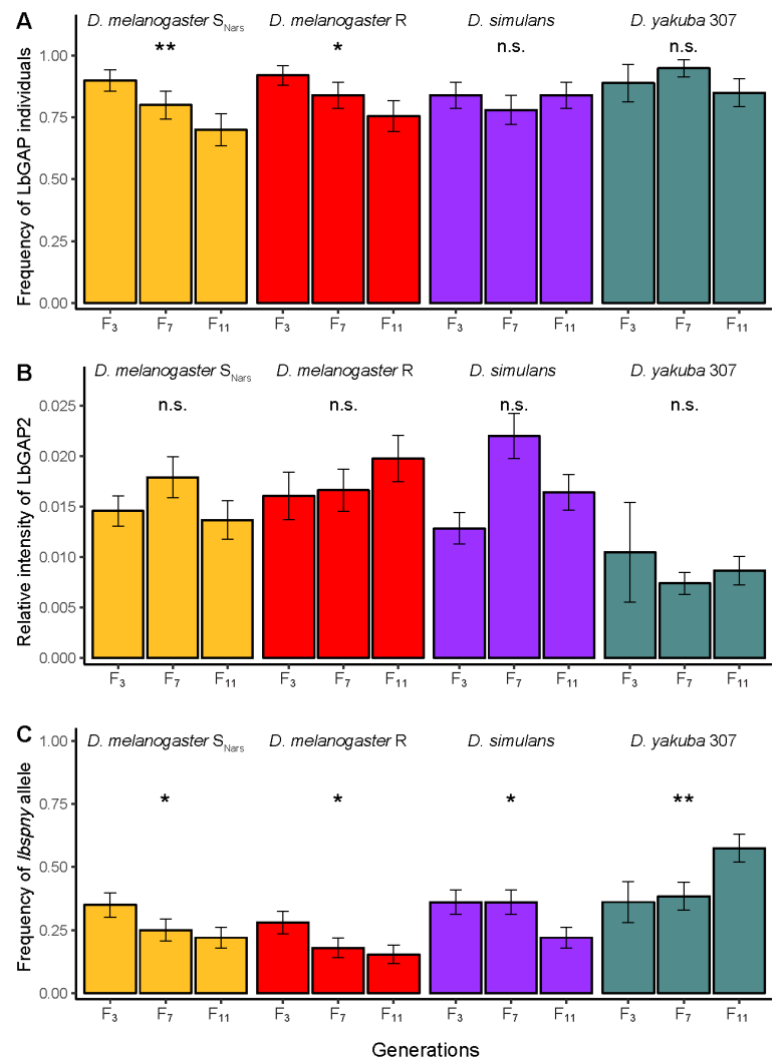 A
D. melanogaster S_Nars D. melanogaster R D. simulans D. yakuba 307
** * n.s. n.s.
Frequency of LbGAP individuals
1.00
0.75
0.50
0.25
0.00
F₃ F₇ F₁₁ F₃ F₇ F₁₁ F₃ F₇ F₁₁ F₃ F₇ F₁₁
B
D. melanogaster S_Nars D. melanogaster R D. simulans D. yakuba 307
n.s. n.s. n.s. n.s.
Relative intensity of LbGAP2
0.025
0.020
0.015
0.010
0.005
0.000
F₃ F₇ F₁₁ F₃ F₇ F₁₁ F₃ F₇ F₁₁ F₃ F₇ F₁₁
C
D. melanogaster S_Nars D. melanogaster R D. simulans D. yakuba 307
* * * **
Frequency of lbspny allele
1.00
0.75
0.50
0.25
0.00
F₃ F₇ F₁₁ F₃ F₇ F₁₁ F₃ F₇ F₁₁ F₃ F₇ F₁₁
Generations